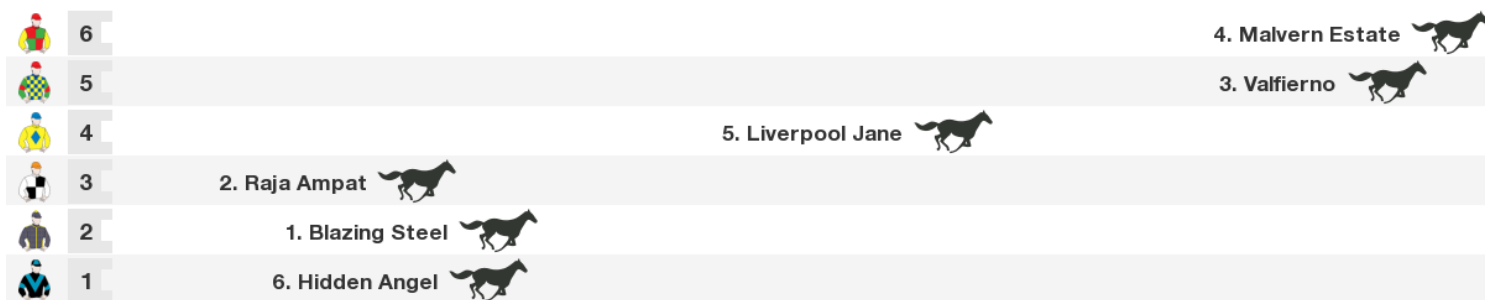 6 4. Malvern Estate
5 3. Valfierno
4 5. Liverpool Jane
3 2. Raja Ampat
2 1. Blazing Steel
1 6. Hidden Angel